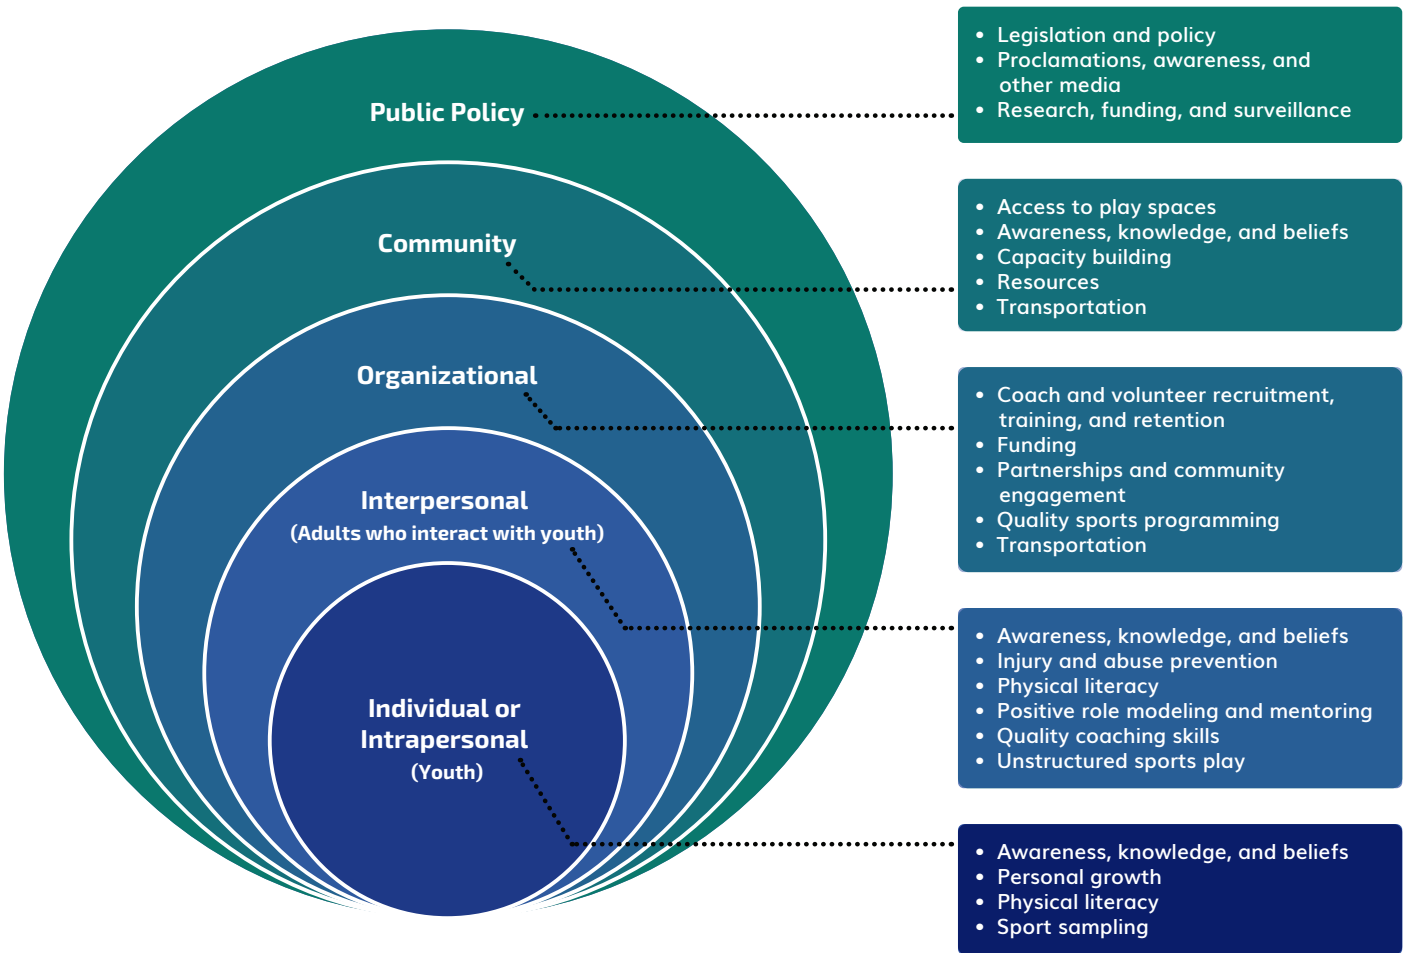 Public Policy
• Legislation and policy
• Proclamations, awareness, and
other media
• Research, funding, and surveillance
Community
• Access to play spaces
• Awareness, knowledge, and beliefs
• Capacity building
• Resources
• Transportation
Organizational
• Coach and volunteer recruitment,
training, and retention
• Funding
• Partnerships and community
engagement
• Quality sports programming
• Transportation
Interpersonal
(Adults who interact with youth)
• Awareness, knowledge, and beliefs
• Injury and abuse prevention
• Physical literacy
• Positive role modeling and mentoring
• Quality coaching skills
• Unstructured sports play
Individual or
Intrapersonal
(Youth)
• Awareness, knowledge, and beliefs
• Personal growth
• Physical literacy
• Sport sampling